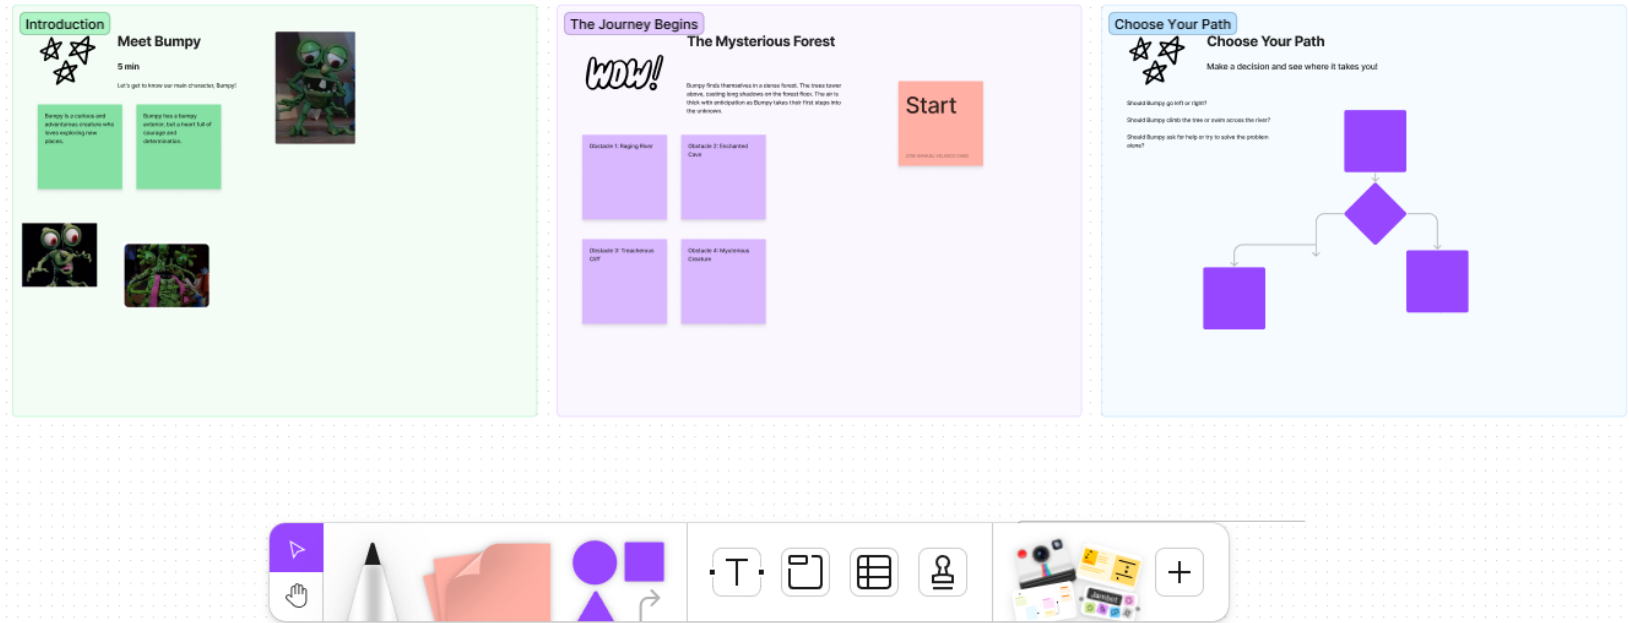 Introduction
Meet Bumpy
5 min
Let's get to know our main character, Bumpy!
Bumpy is a curious and
adventurous creature who
loves exploring new
places.
Bumpy has a bumpy
exterior, but a heart full of
courage and
determination.
The Journey Begins
The Mysterious Forest
WOW!
Bumpy finds themselves in a dense forest. The trees tower
above, casting long shadows on the forest floor. The air is
thick with anticipation as Bumpy takes their first steps into
the unknown.
Start
Obstacle 1: Raging River
Obstacle 2: Enchanted
Cave
Obstacle 3: Treacherous
Cliff
Obstacle 4: Mysterious
Creature
Choose Your Path
Choose Your Path
Make a decision and see where it takes you!
Should Bumpy go left or right?
Should Bumpy climb the tree or swim across the river?
Should Bumpy ask for help or try to solve the problem
alone?
T
Jambot